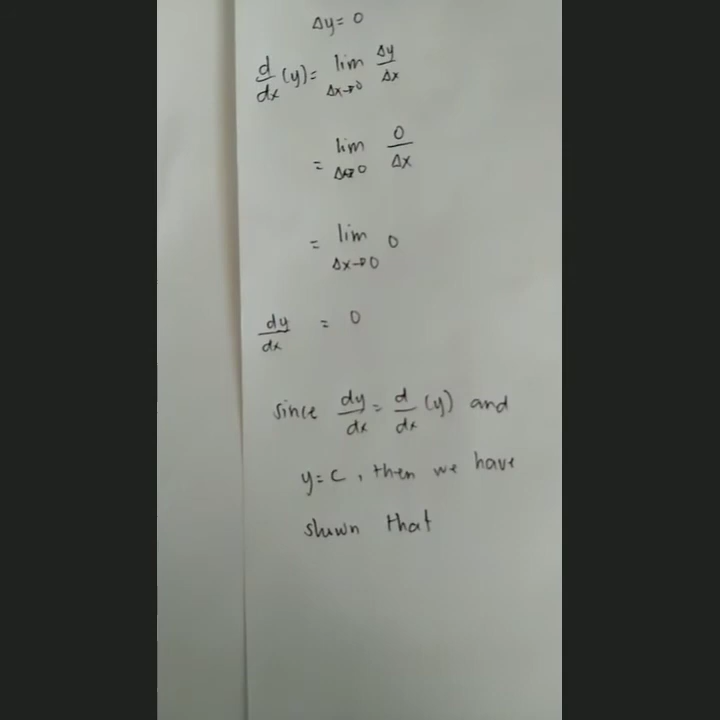 Δy = 0
d/dx (y) = lim Δx→0 Δy/Δx
= lim Δx→0 0/Δx
= lim Δx→0 0
dy/dx = 0
since dy/dx = d/dx (y) and
y = c, then we have
shown that